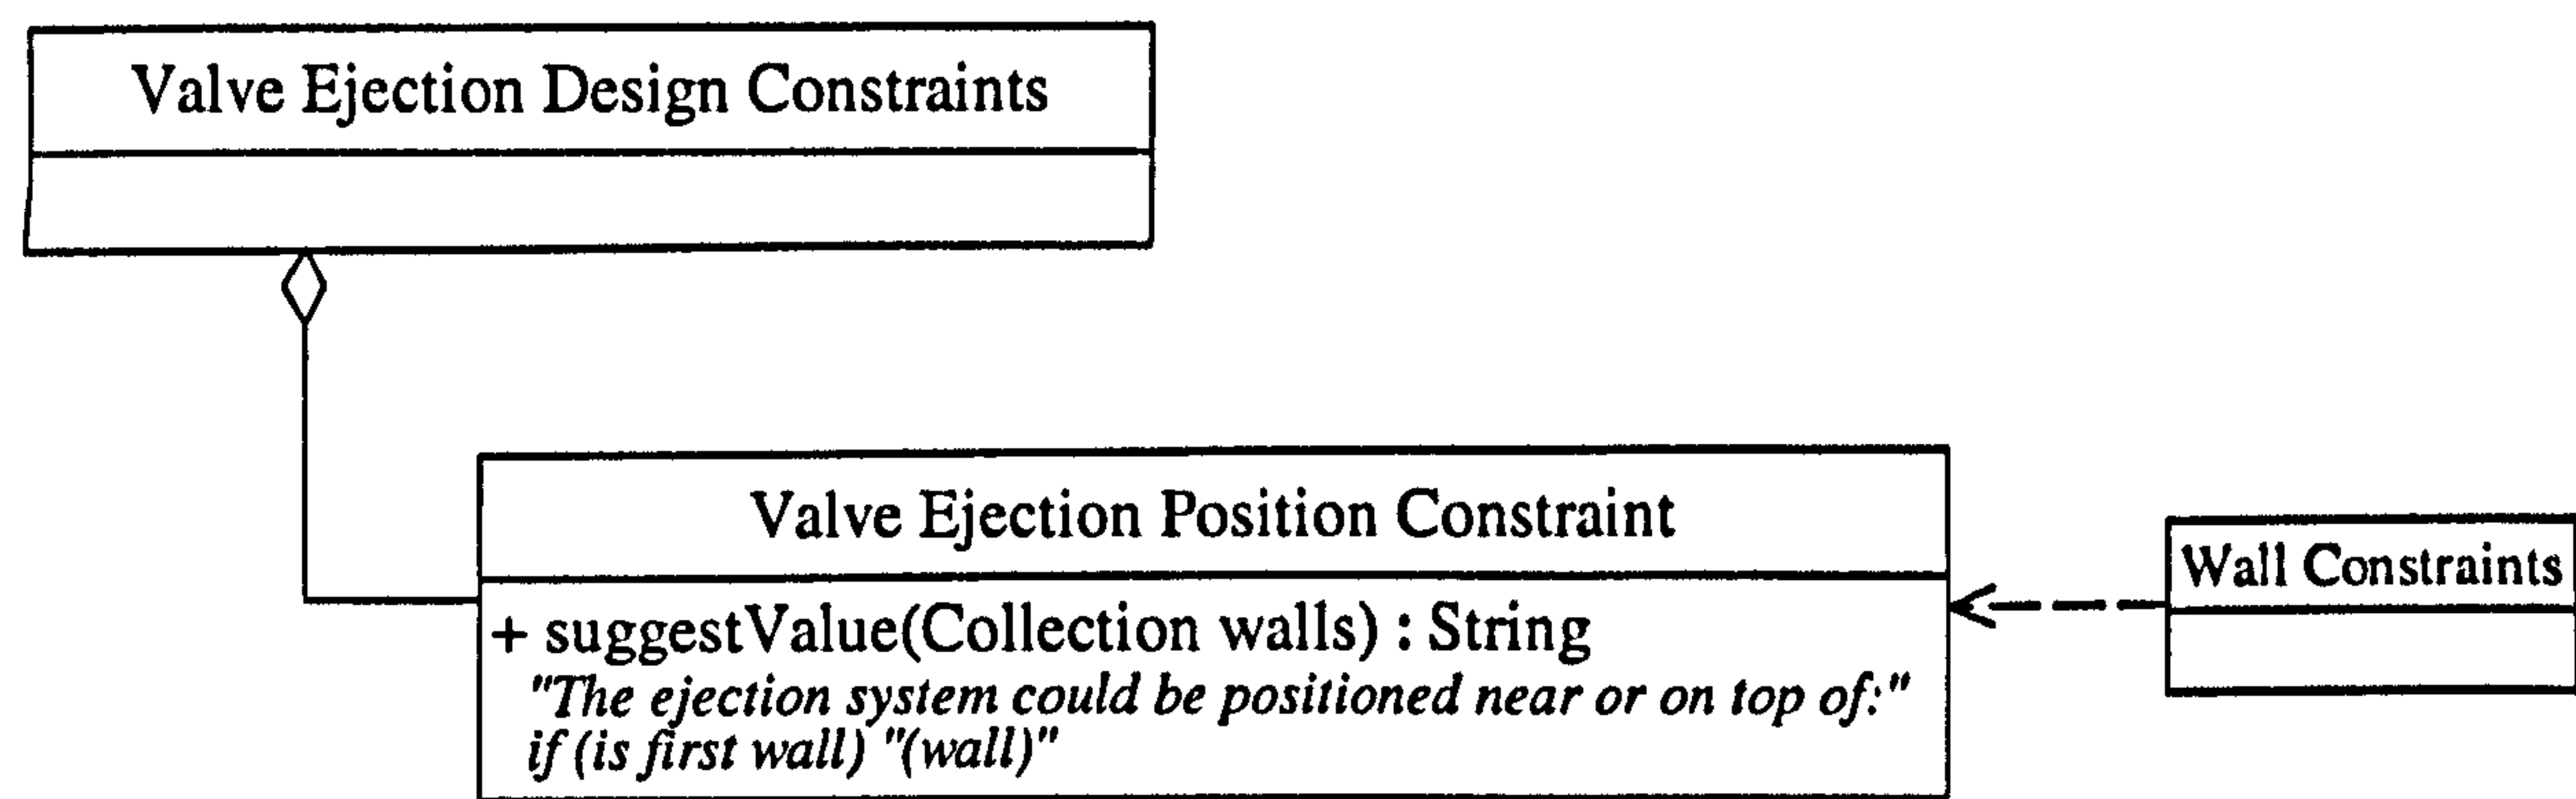 Valve Ejection Design Constraints
Valve Ejection Position Constraint
+ suggestValue(Collection walls) : String
"The ejection system could be positioned near or on top of:"
if (is first wall) "(wall)"
Wall Constraints